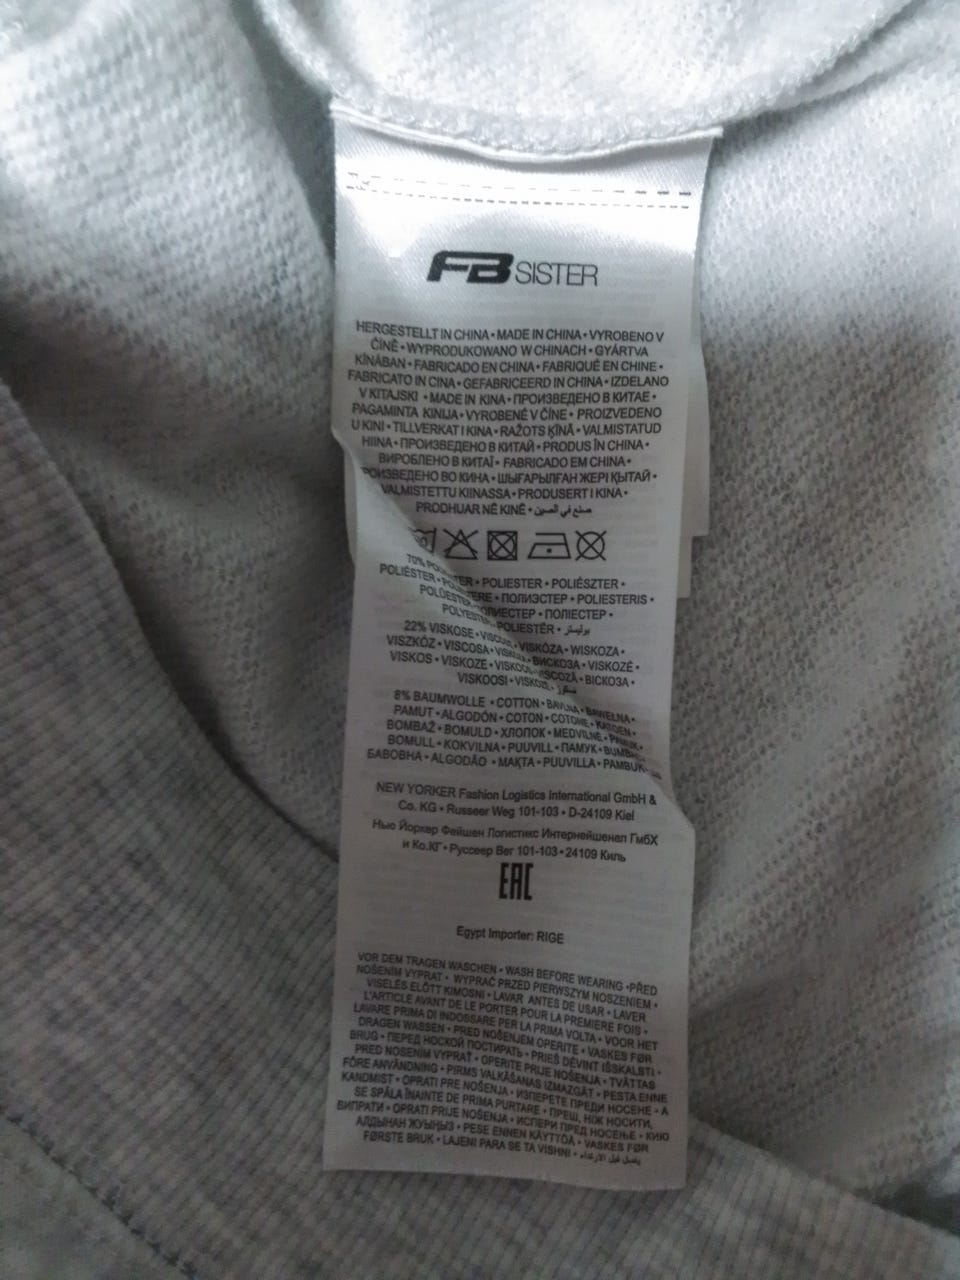 FB SISTER
HERGESTELLT IN CHINA • MADE IN CHINA • VYROBENO V
ČÍNĚ • WYPRODUKOWANO W CHINACH • GYÁRTVA
KÍNÁBAN • FABRICADO EN CHINA • FABRIQUÉ EN CHINE •
FABRICATO IN CINA • GEFABRICEERD IN CHINA • IZDELANO
V KITAJSKI • MADE IN KINA • ПРОИЗВЕДЕНО В КИТАЕ •
PAGAMINTA KINIJA • VYROBENÉ V ČÍNE • PROIZVEDENO
U KINI • TILLVERKAT I KINA • RAŽOTS ĶĪNĀ • VALMISTATUD
HIINA • ПРОИЗВЕДЕНО В КИТАЙ • PRODUS ÎN CHINA •
ВИРОБЛЕНО В КИТАЇ • FABRICADO EM CHINA •
ВО КИНА • ШЫҒАРЫЛҒАН ЖЕРІ ҚЫТАЙ •
VALMISTETTU KIINASSA • PRODUSERT I KINA •
PRODHUAR NË KINË • صنع في الصين
70% • POLIESTER • POLIÉSZTER •
POLIÉSTER • ПОЛИЭСТЕР • POLIESTERIS •
POLÜESTER • ПОЛІЕСТЕР •
POLYESTER • POLIESTËR • بوليستر
22% VISKOSE • VISKÓZA • WISKOZA •
VISZKÓZ • VISCOSA • ВИСКОЗА • VISKOZĖ •
VISKOS • VISKOZE • VISKOOS • VISCOZĂ • ВІСКОЗА •
VISKOOSI • VISKOZË •
8% BAUMWOLLE • COTTON • BAVLNA • BAWEŁNA •
PAMUT • ALGODÓN • COTON • COTONE • KATOEN •
BOMBAŽ • BOMULD • ХЛОПОК • MEDVILNĖ • PAMUK •
BOMULL • KOKVILNA • PUUVILL • ПАМУК •
БАВОВНА • ALGODÃO • МАҚТА • PUUVILLA • PAMBUK •
NEW YORKER Fashion Logistics International GmbH &
Co. KG • Russeer Weg 101-103 • D-24109 Kiel
Нью Йоркер Фейшен Логистикс Интернейшенел ГмбХ
и Ко.КГ • Руссеер Вег 101-103 • 24109 Киль
EAC
Egypt Importer: RIGE
VOR DEM TRAGEN WASCHEN • WASH BEFORE WEARING • PŘED
NOŠENÍM VYPRAT • WYPRAĆ PRZED PIERWSZYM NOSZENIEM •
VISELÉS ELŐTT KIMOSNI • LAVAR ANTES DE USAR • LAVER
L'ARTICLE AVANT DE LE PORTER POUR LA PREMIERE FOIS •
LAVARE PRIMA DI INDOSSARE PER LA PRIMA VOLTA • VOOR HET
DRAGEN WASSEN • PRED NOŠENJEM OPERITE • VASKES FØR
BRUG • ПЕРЕД НОСКОЙ ПОСТИРАТЬ • PRIEŠ DĖVINT IŠSKALBTI •
PRED NOSENÍM VYPRAŤ • OPERITE PRIJE NOŠENJA • TVÄTTAS
FÖRE ANVÄNDNING • PIRMS VALKĀŠANAS IZMAZGĀT • PESTA ENNE
KANDMIST • OPRATI PRE NOŠENJA • ИЗПЕРЕТЕ ПРЕДИ НОСЕНЕ • A
SE SPĂLA ÎNAINTE DE PRIMA PURTARE • ПРЕШ, НІЖ НОСИТИ,
ВИПРАТИ • OPRATI PRIJE NOŠENJA • ИСПЕРИ ПРЕД НОСЕЊЕ • КИЮ
АЛДЫНАН ЖУЫҢЫЗ • PESE ENNEN KÄYTTÖÄ • VASKES FØR
FØRSTE BRUK • LAJENI PARA SE TA VISHNI • يغسل قبل الارتداء